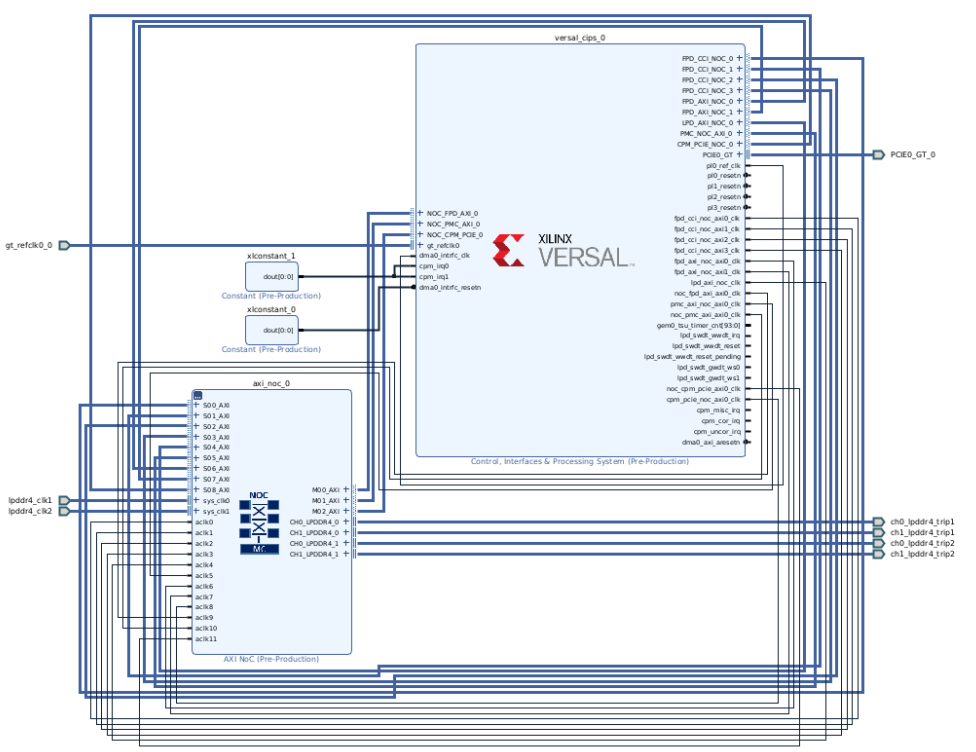 versal_cips_0
FPD_CCI_NOC_0
FPD_CCI_NOC_1
FPD_CCI_NOC_2
FPD_CCI_NOC_3
FPD_AXI_NOC_0
FPD_AXI_NOC_1
LPD_AXI_NOC_0
PMC_NOC_AXI_0
CPM_PCIE_NOC_0
PCIE0_GT
PCIE0_GT_0
pl0_ref_clk
pl0_resetn
pl1_resetn
pl2_resetn
pl3_resetn
fpd_cci_noc_axi0_clk
fpd_cci_noc_axi1_clk
fpd_cci_noc_axi2_clk
fpd_cci_noc_axi3_clk
fpd_axi_noc_axi0_clk
fpd_axi_noc_axi1_clk
lpd_axi_noc_clk
noc_fpd_axi_axi0_clk
pmc_axi_noc_axi0_clk
noc_pmc_axi_axi0_clk
gem0_tsu_timer_cnt[93:0]
lpd_swdt_wwdt_irq
lpd_swdt_wwdt_reset
lpd_swdt_wwdt_reset_pending
lpd_swdt_gwdt_ws0
lpd_swdt_gwdt_ws1
noc_cpm_pcie_axi0_clk
cpm_pcie_noc_axi0_clk
cpm_misc_irq
cpm_cor_irq
cpm_uncor_irq
dma0_axi_aresetn
NOC_FPD_AXI_0
NOC_PMC_AXI_0
NOC_CPM_PCIE_0
gt_refclk0
dma0_intrfc_clk
cpm_irq0
cpm_irq1
dma0_intrfc_resetn
XILINX
VERSAL™
Control, Interfaces & Processing System (Pre-Production)
gt_refclk0_0
xlconstant_1
dout[0:0]
Constant (Pre-Production)
xlconstant_0
dout[0:0]
Constant (Pre-Production)
axi_noc_0
S00_AXI
S01_AXI
S02_AXI
S03_AXI
S04_AXI
S05_AXI
S06_AXI
S07_AXI
S08_AXI
sys_clk0
sys_clk1
aclk0
aclk1
aclk2
aclk3
aclk4
aclk5
aclk6
aclk7
aclk8
aclk9
aclk10
aclk11
NOC
MC
M00_AXI
M01_AXI
M02_AXI
CH0_LPDDR4_0
CH1_LPDDR4_0
CH0_LPDDR4_1
CH1_LPDDR4_1
AXI NoC (Pre-Production)
lpddr4_clk1
lpddr4_clk2
ch0_lpddr4_trip1
ch1_lpddr4_trip1
ch0_lpddr4_trip2
ch1_lpddr4_trip2